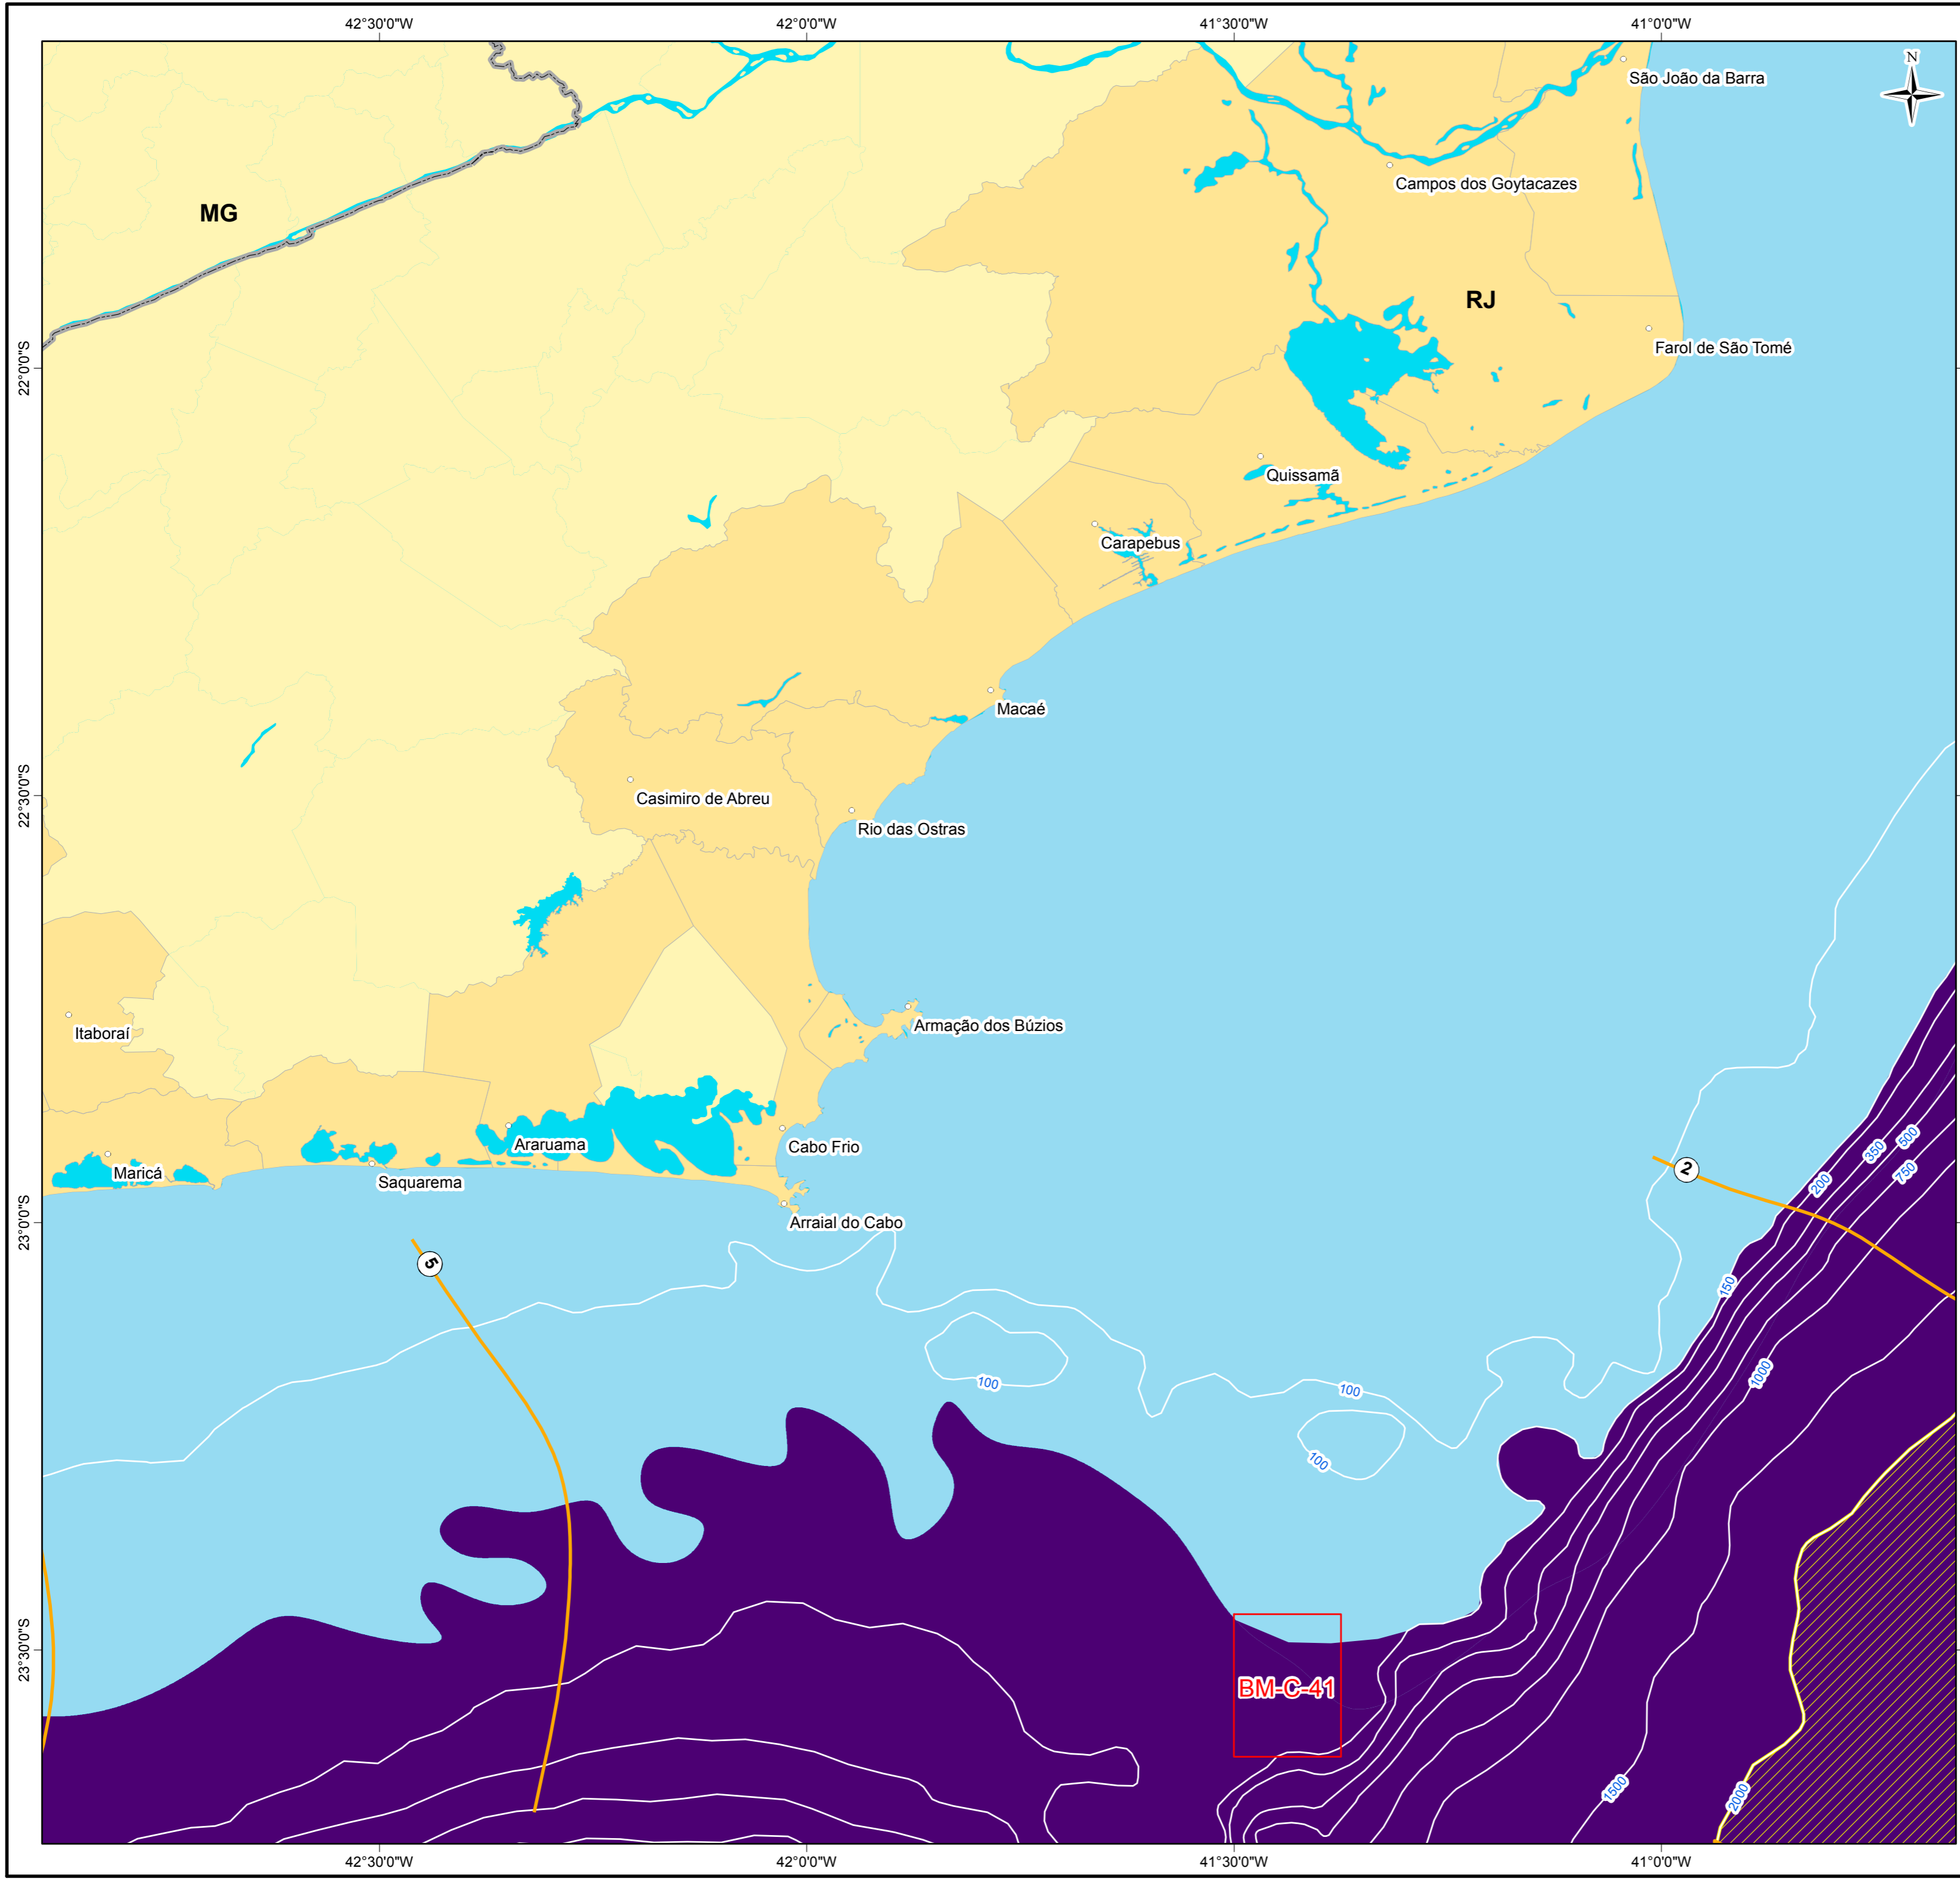 42°30'0"W
42°0'0"W
41°30'0"W
41°0'0"W
N
São João da Barra
Campos dos Goytacazes
MG
RJ
Farol de São Tomé
22°0'0"S
Quissamã
Carapebus
Macaé
22°30'0"S
Casimiro de Abreu
Rio das Ostras
Itaboraí
Armação dos Búzios
Araruama
Cabo Frio
Maricá
Saquarema
Arraial do Cabo
23°0'0"S
500
350
750
200
2
150
1000
5
100
100
100
23°30'0"S
BM-C-41
1500
2000
42°30'0"W
42°0'0"W
41°30'0"W
41°0'0"W